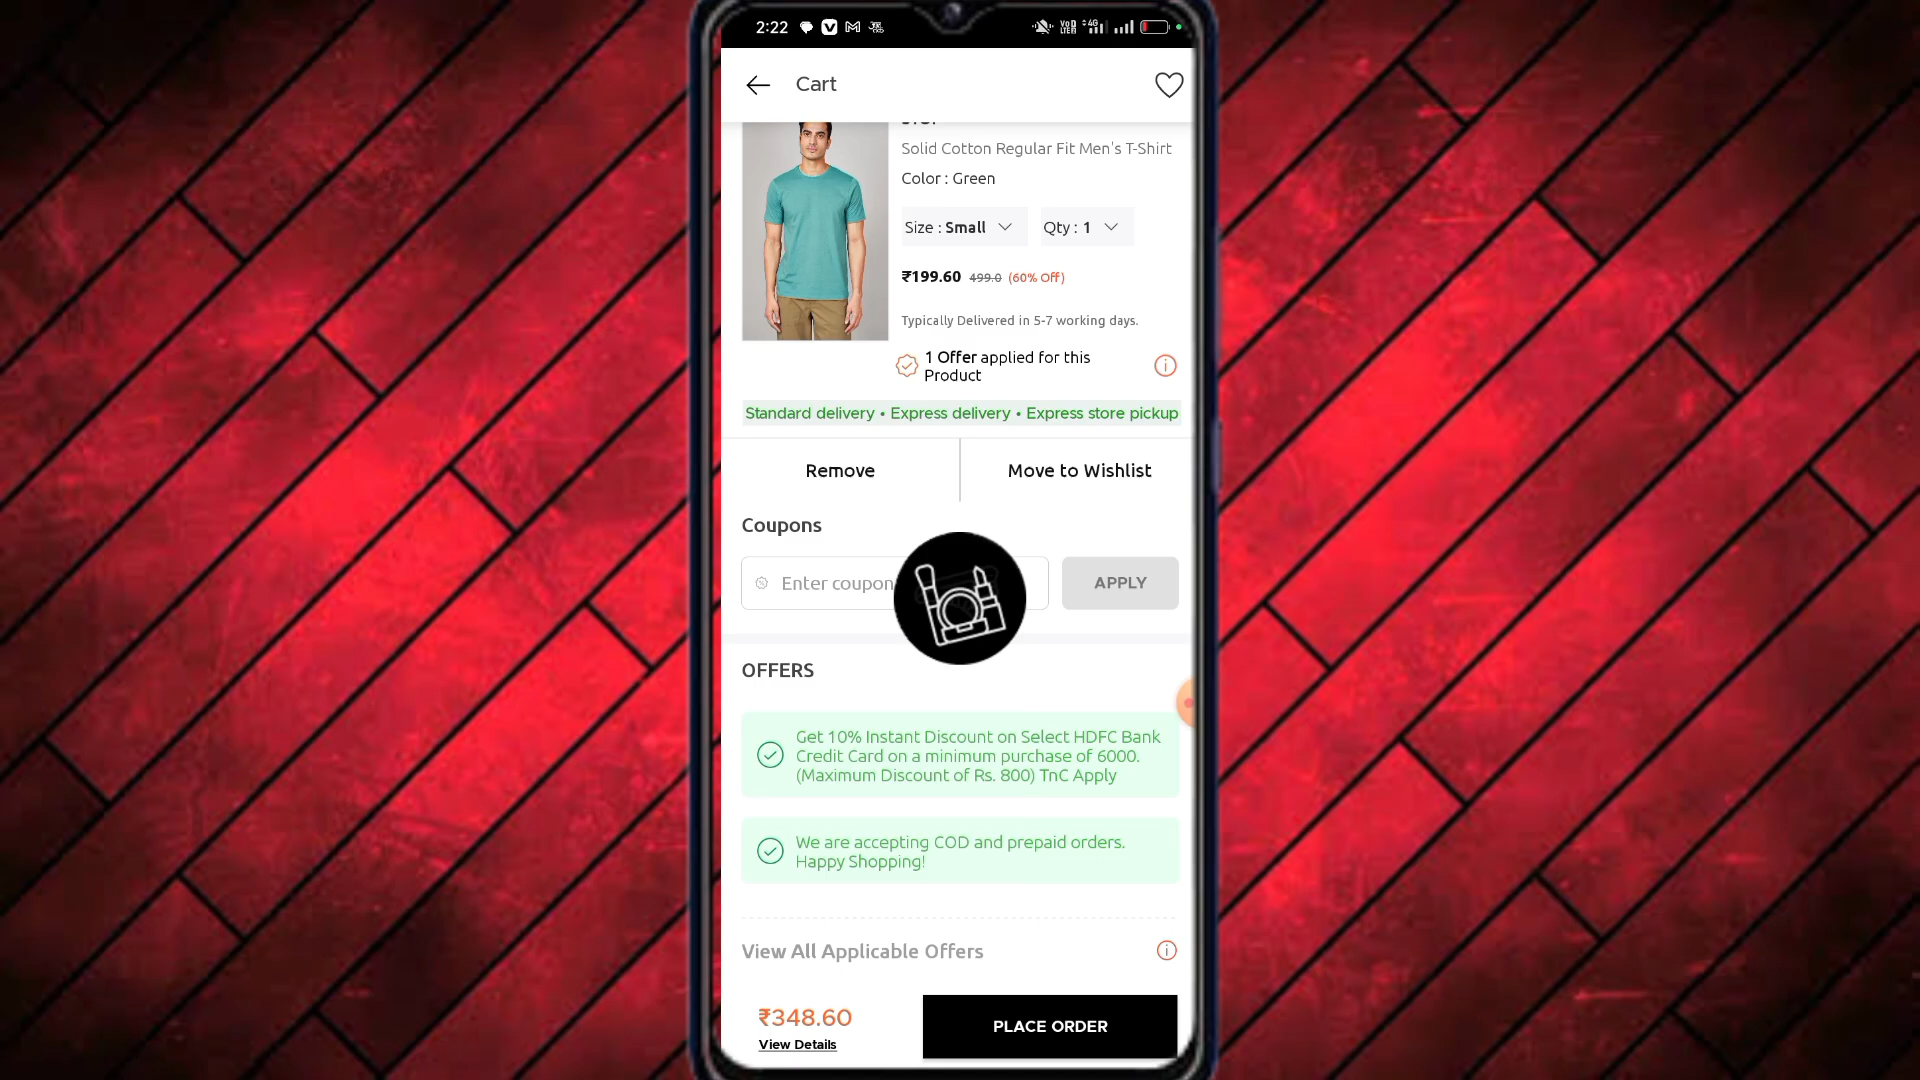 2:22
Cart
Solid Cotton Regular Fit Men's T-Shirt
Color : Green
Size : Small Qty : 1
₹199.60 499.0 (60% Off)
Typically Delivered in 5-7 working days.
1 Offer applied for this
Product
Standard delivery • Express delivery • Express store pickup
Remove Move to Wishlist
Coupons
Enter coupon APPLY
OFFERS
Get 10% Instant Discount on Select HDFC Bank
Credit Card on a minimum purchase of 6000.
(Maximum Discount of Rs. 800) TnC Apply
We are accepting COD and prepaid orders.
Happy Shopping!
View All Applicable Offers
₹348.60
View Details
PLACE ORDER